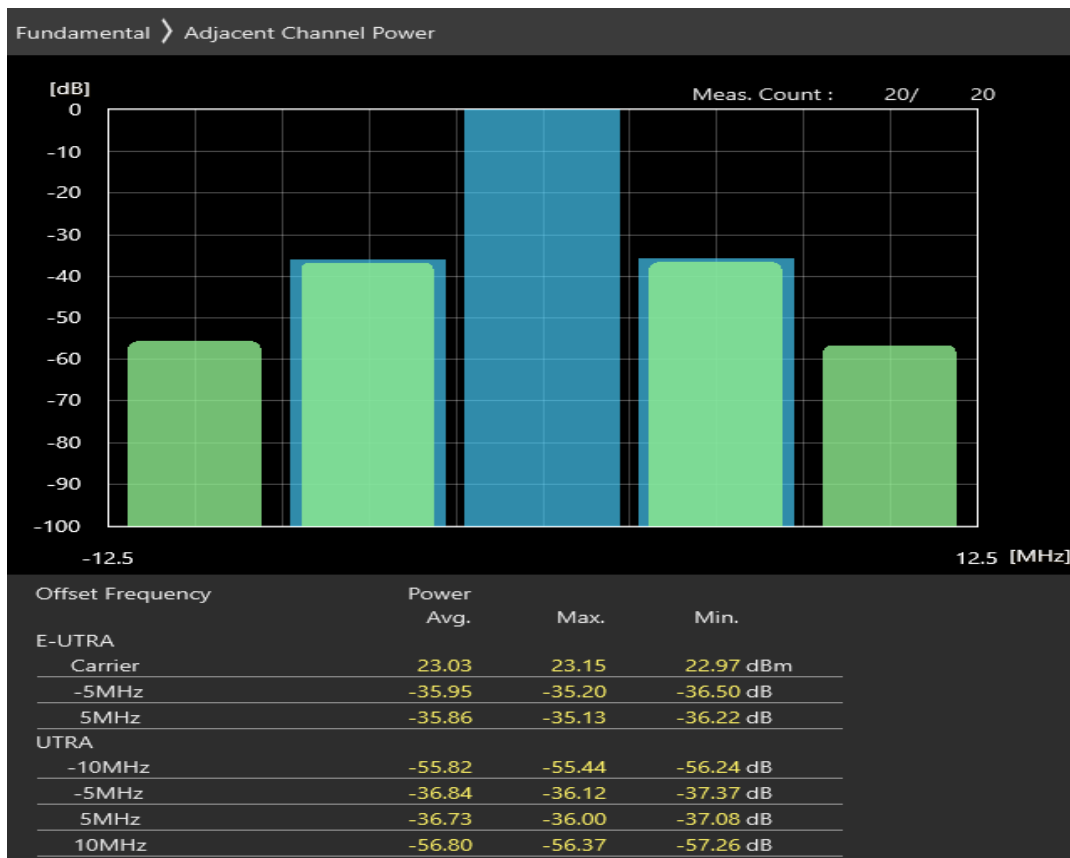 Fundamental 〉 Adjacent Channel Power
[dB]
Meas. Count : 20/ 20
0
-10
-20
-30
-40
-50
-60
-70
-80
-90
-100
-12.5 12.5 [MHz]
Offset Frequency Power
Avg. Max. Min.
E-UTRA
Carrier 23.03 23.15 22.97 dBm
-5MHz -35.95 -35.20 -36.50 dB
5MHz -35.86 -35.13 -36.22 dB
UTRA
-10MHz -55.82 -55.44 -56.24 dB
-5MHz -36.84 -36.12 -37.37 dB
5MHz -36.73 -36.00 -37.08 dB
10MHz -56.80 -56.37 -57.26 dB